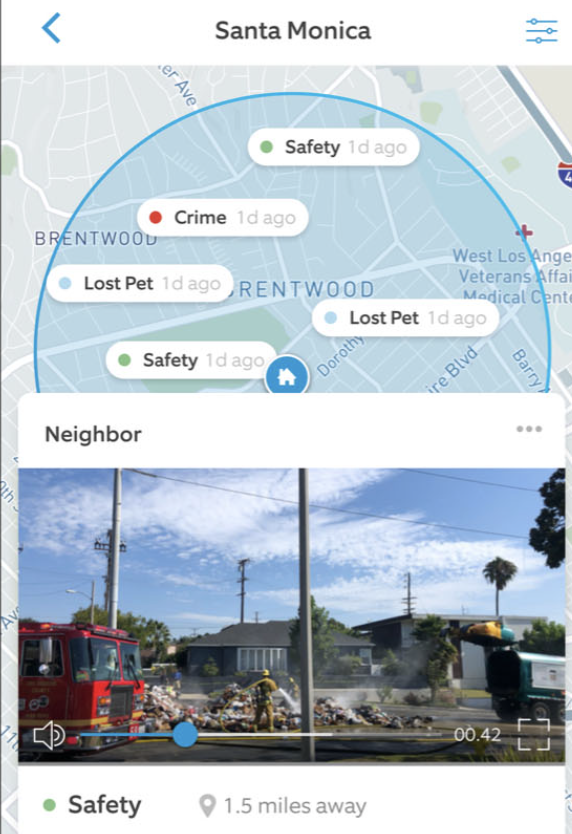 Santa Monica
er Ave
Safety 1d ago
Crime 1d ago
BRENTWOOD
West Los Ange
Veterans Affai
Medical Cente
Lost Pet 1d ago
RENTWOOD
Lost Pet 1d ago
Safety 1d ago
Dorothy
ire Blvd
Barry
Neighbor
...
00.42
Safety
1.5 miles away